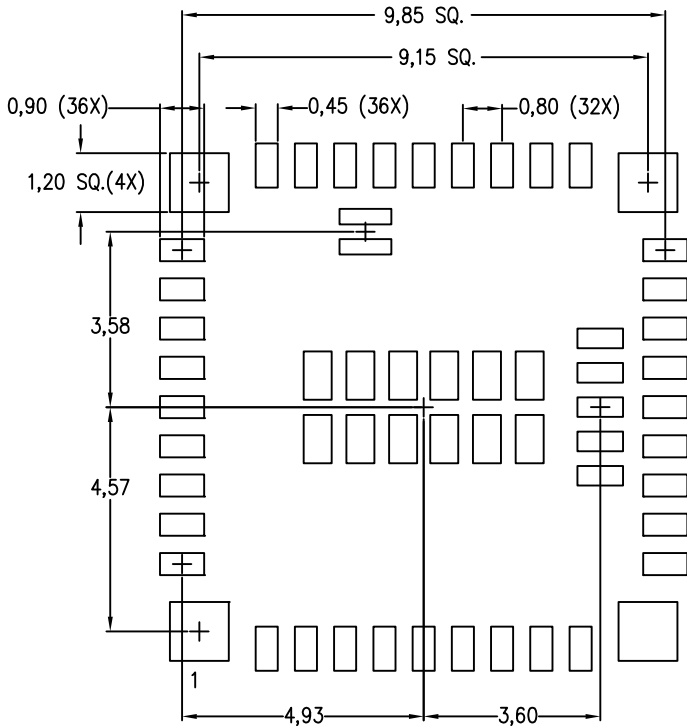 9,85 SQ.
9,15 SQ.
0,90 (36X)
0,45 (36X)
0,80 (32X)
1,20 SQ.(4X)
3,58
4,57
1
4,93
3,60